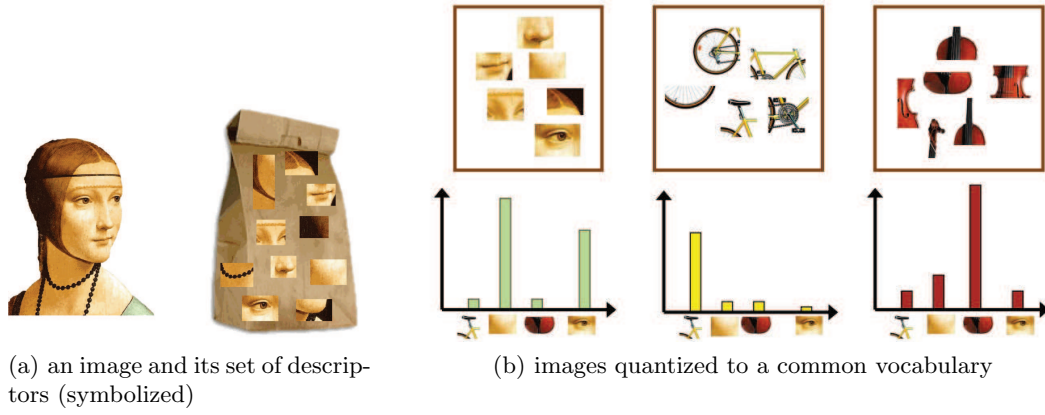 (a) an image and its set of descrip-
tors (symbolized)
(b) images quantized to a common vocabulary